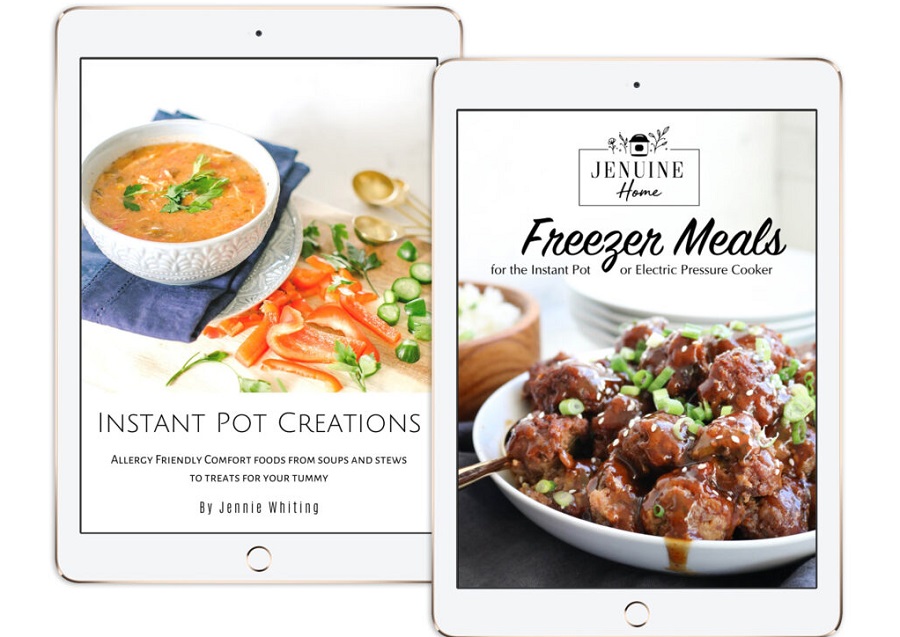 INSTANT POT CREATIONS
ALLERGY FRIENDLY COMFORT FOODS FROM SOUPS AND STEWS
TO TREATS FOR YOUR TUMMY
By Jennie Whiting
JENUINE
Home
Freezer Meals
for the Instant Pot or Electric Pressure Cooker